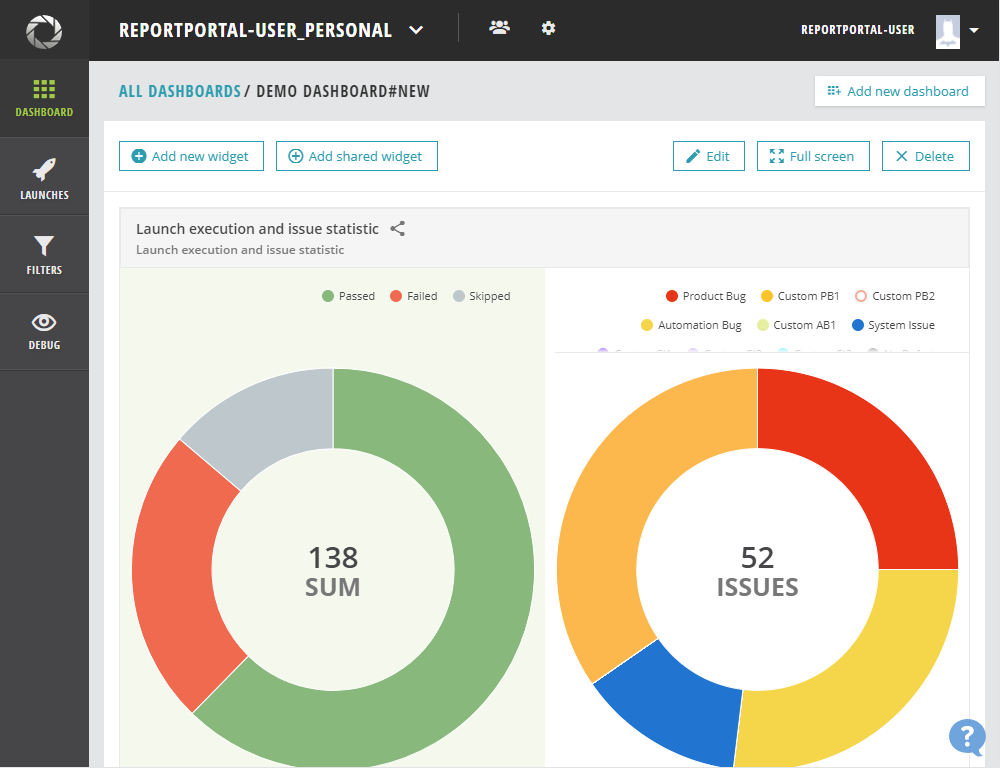 REPORTPORTAL-USER_PERSONAL
REPORTPORTAL-USER
DASHBOARD
LAUNCHES
FILTERS
DEBUG
ALL DASHBOARDS / DEMO DASHBOARD#NEW
Add new dashboard
Add new widget
Add shared widget
Edit
Full screen
Delete
Launch execution and issue statistic
Launch execution and issue statistic
Passed Failed Skipped
Product Bug Custom PB1 Custom PB2
Automation Bug Custom AB1 System Issue
138
SUM
52
ISSUES
?